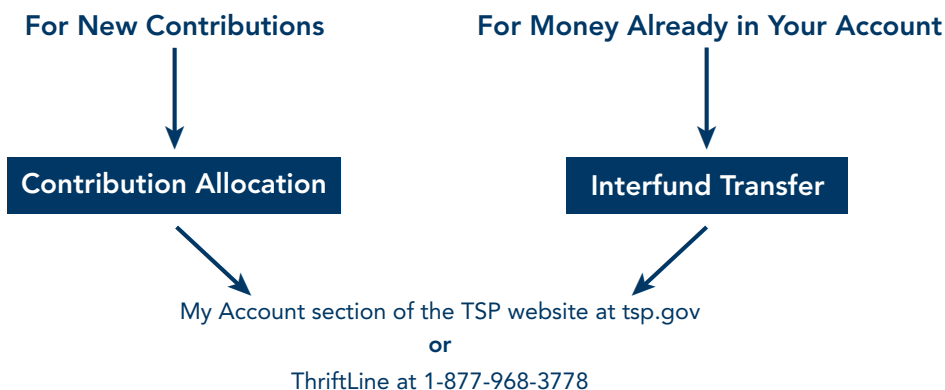 For New Contributions
For Money Already in Your Account
Contribution Allocation
Interfund Transfer
My Account section of the TSP website at tsp.gov
or
ThriftLine at 1-877-968-3778